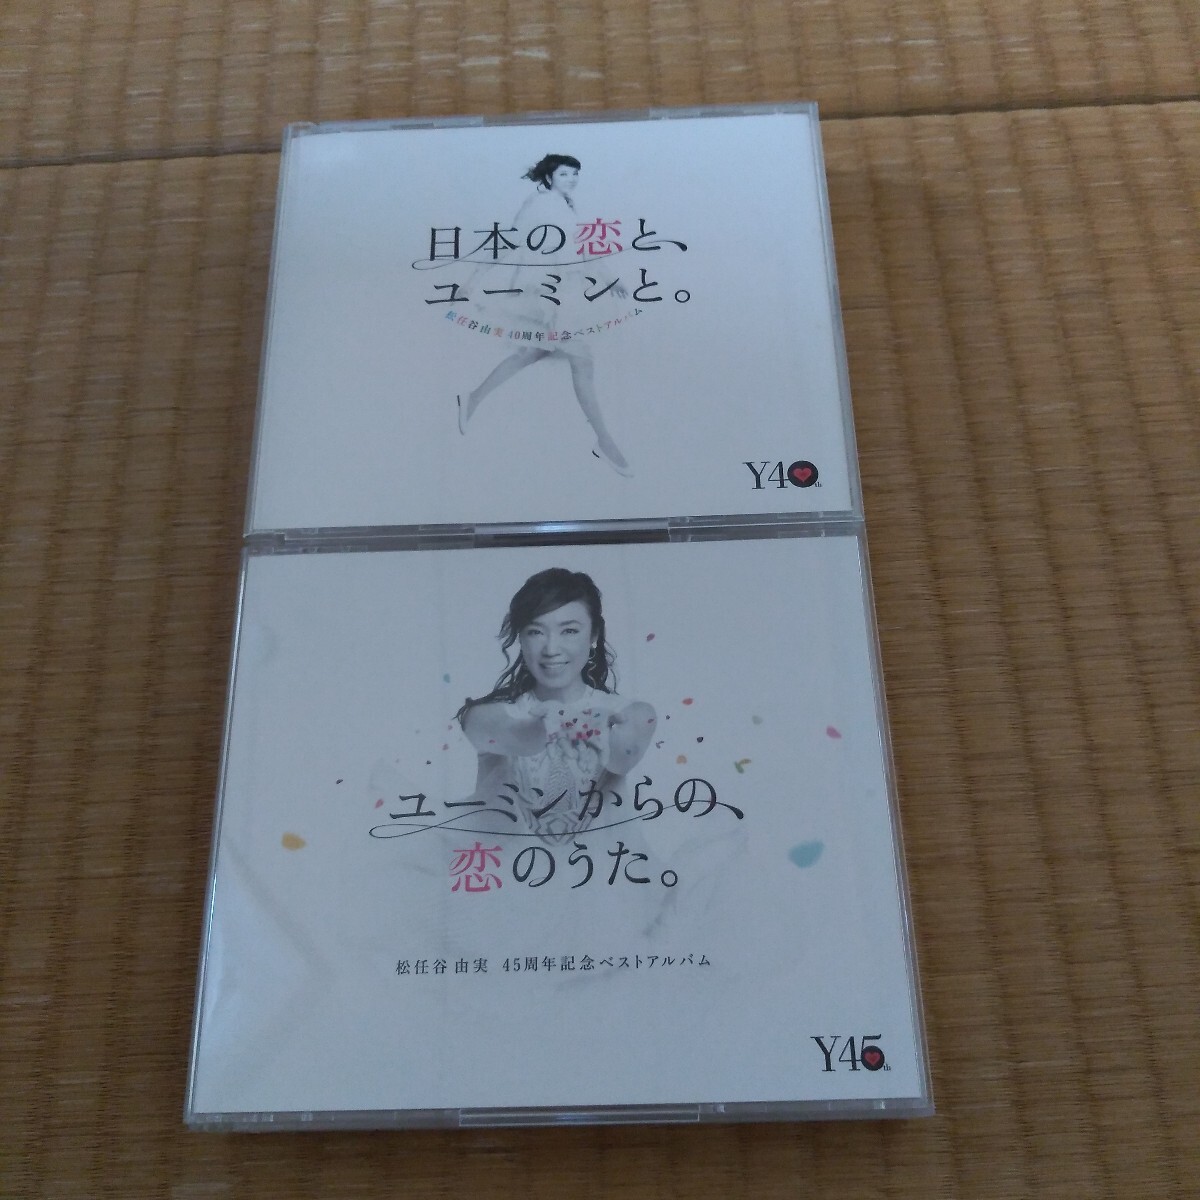 日本の恋と、
ユーミンと。
松任谷由実 40周年記念ベストアルバム
Y40th
ユーミンからの、
恋のうた。
松任谷由実 45周年記念ベストアルバム
Y45th